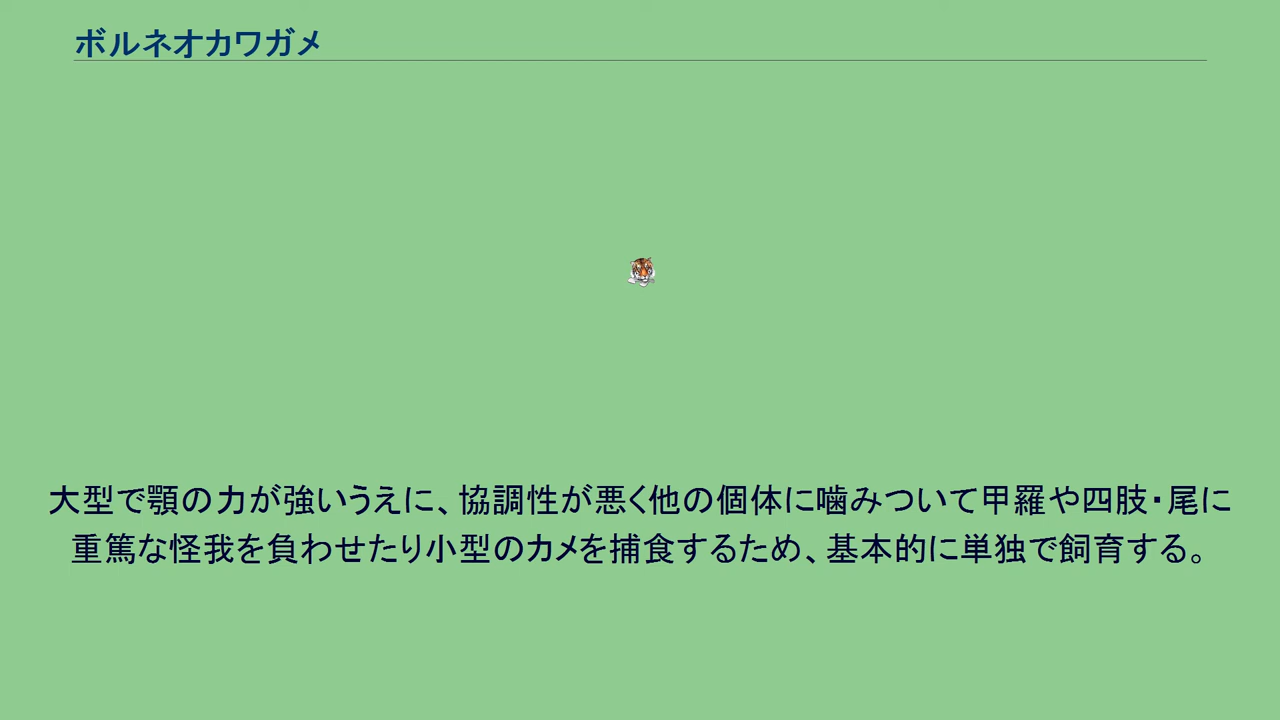 ボルネオカワガメ
大型で顎の力が強いうえに、協調性が悪く他の個体に噛みついて甲羅や四肢・尾に
重篤な怪我を負わせたり小型のカメを捕食するため、基本的に単独で飼育する。